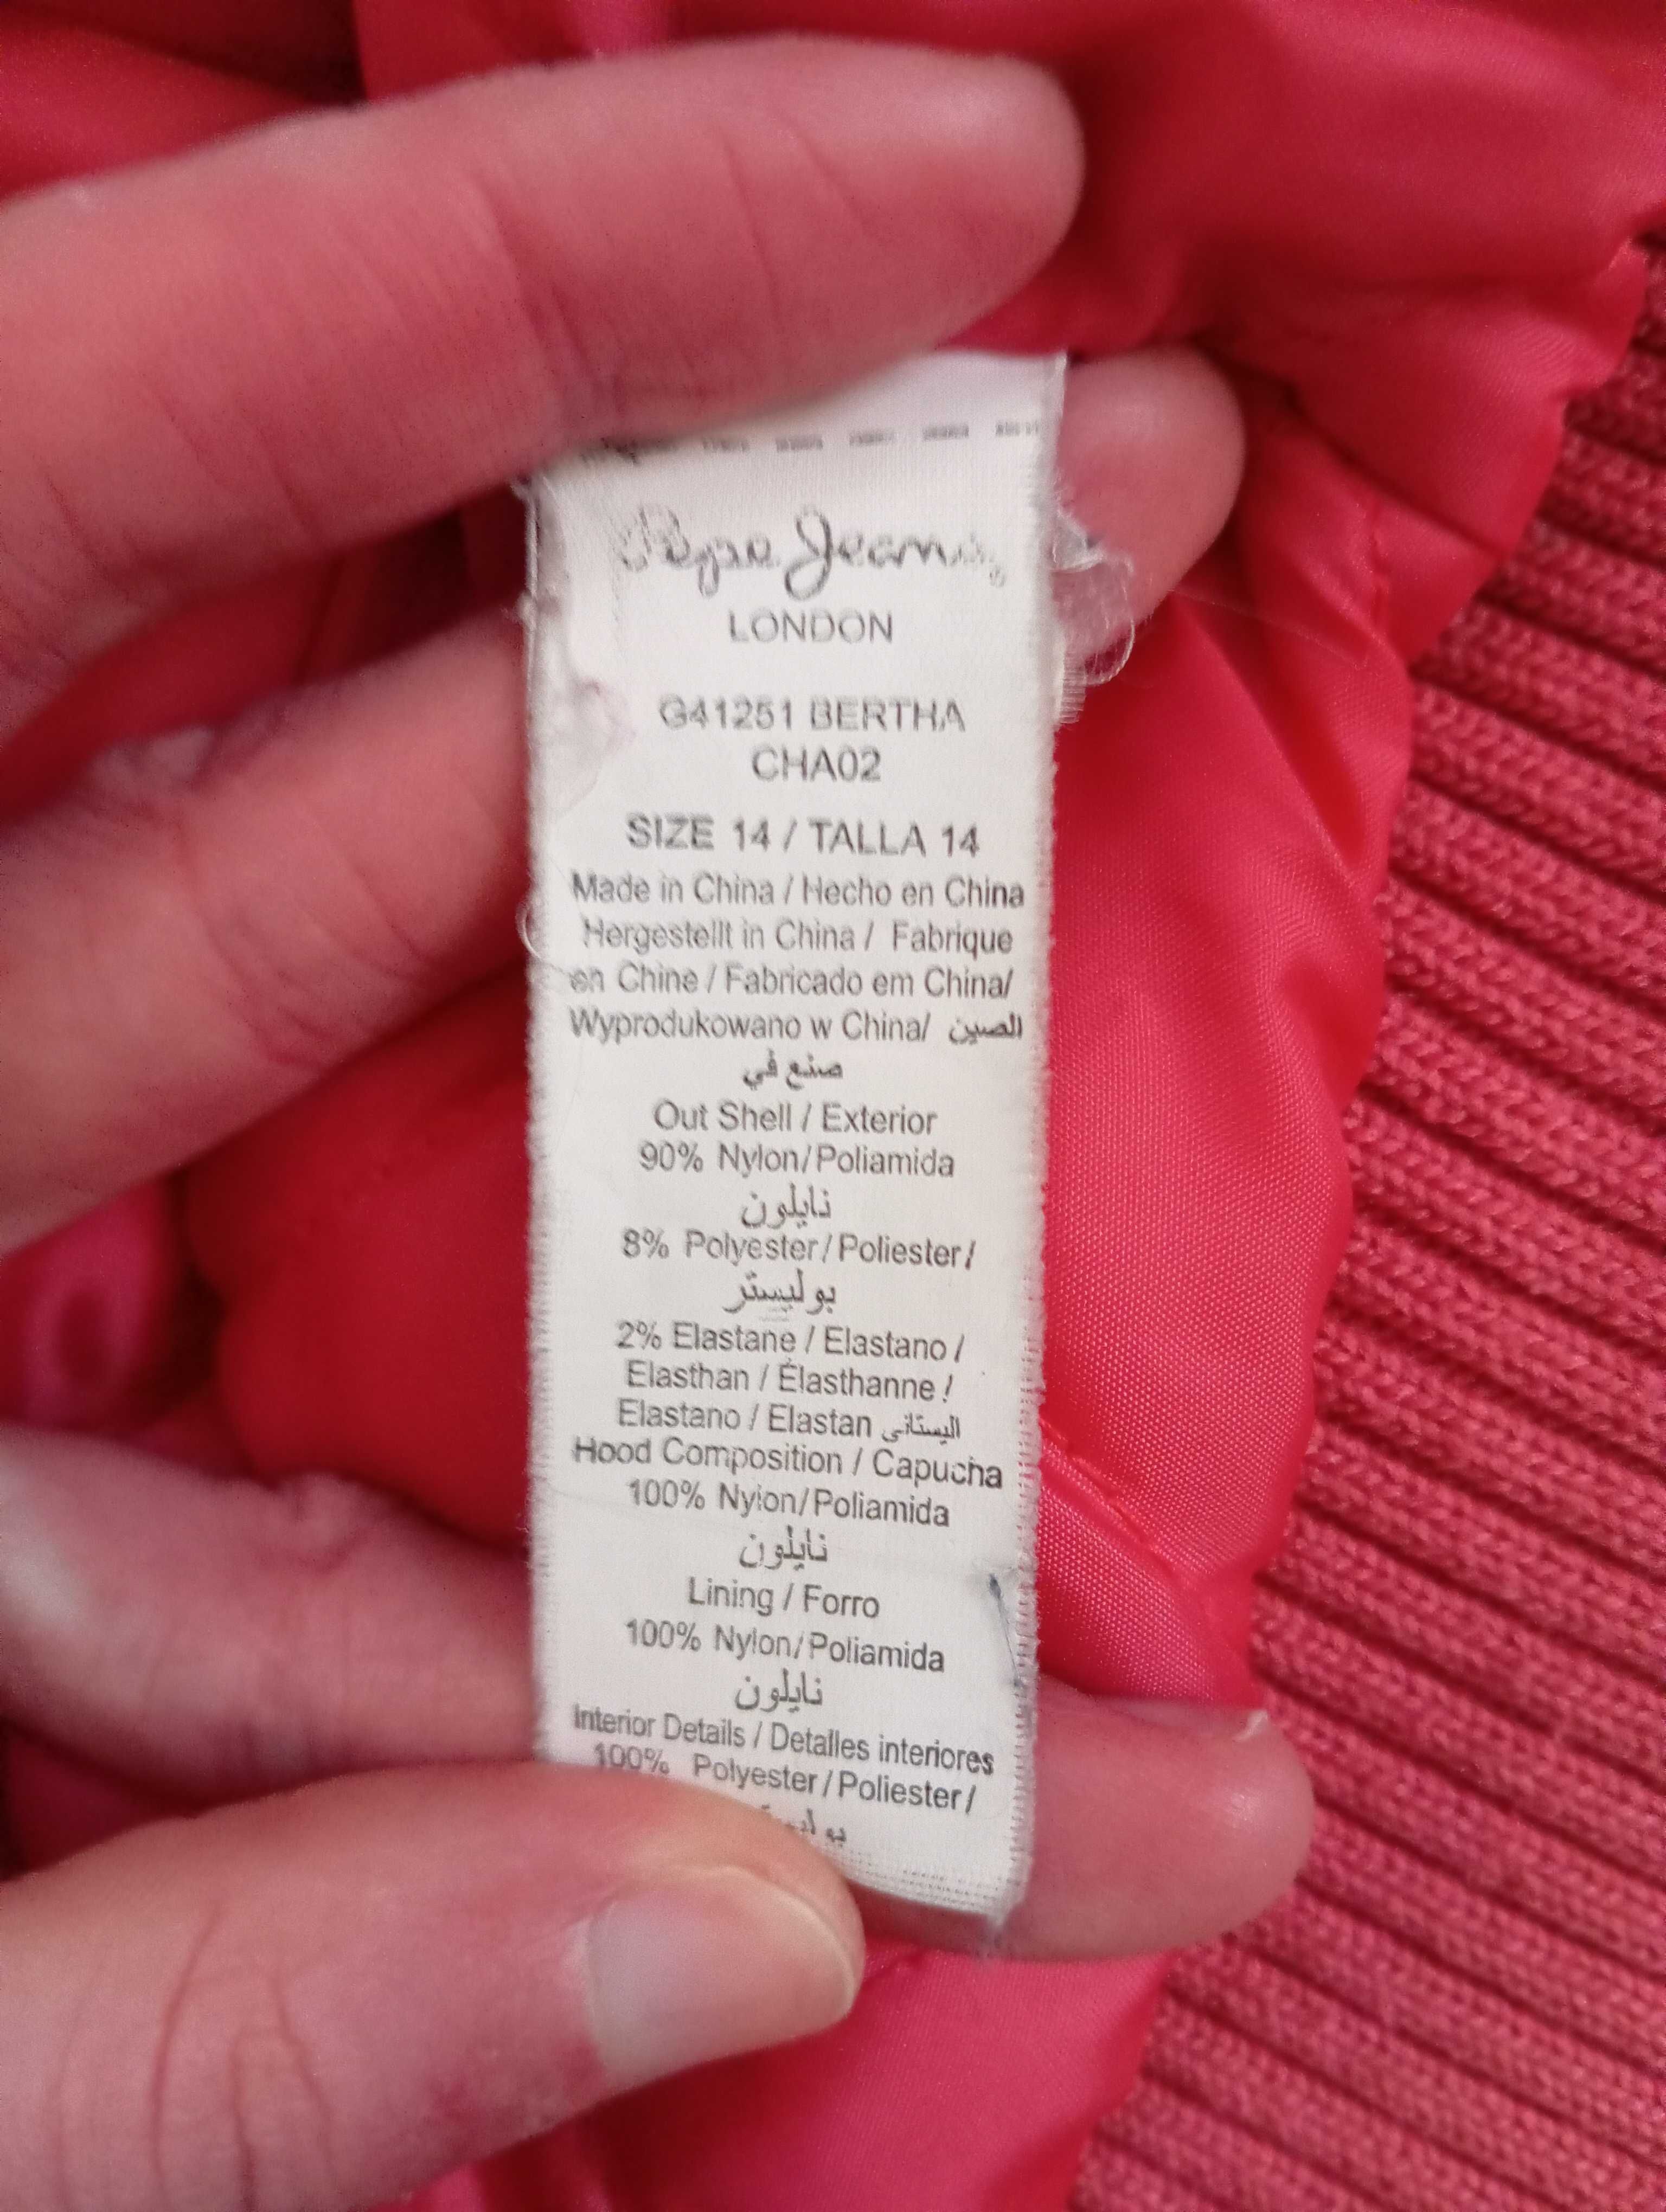 Pepe Jeans
LONDON
G41251 BERTHA
CHA02
SIZE 14 / TALLA 14
Made in China / Hecho en China
Hergestellt in China / Fabrique
en Chine / Fabricado em China/
Wyprodukowano w China/ الصين
صنع في
Out Shell / Exterior
90% Nylon/Poliamida
نايلون
8% Polyester/Poliester/
بوليستر
2% Elastane / Elastano /
Elasthan / Élasthanne /
Elastano / Elastan اليستاني
Hood Composition / Capucha
100% Nylon/Poliamida
نايلون
Lining / Forro
100% Nylon/Poliamida
نايلون
Interior Details / Detalles interiores
100% Polyester/Poliester/